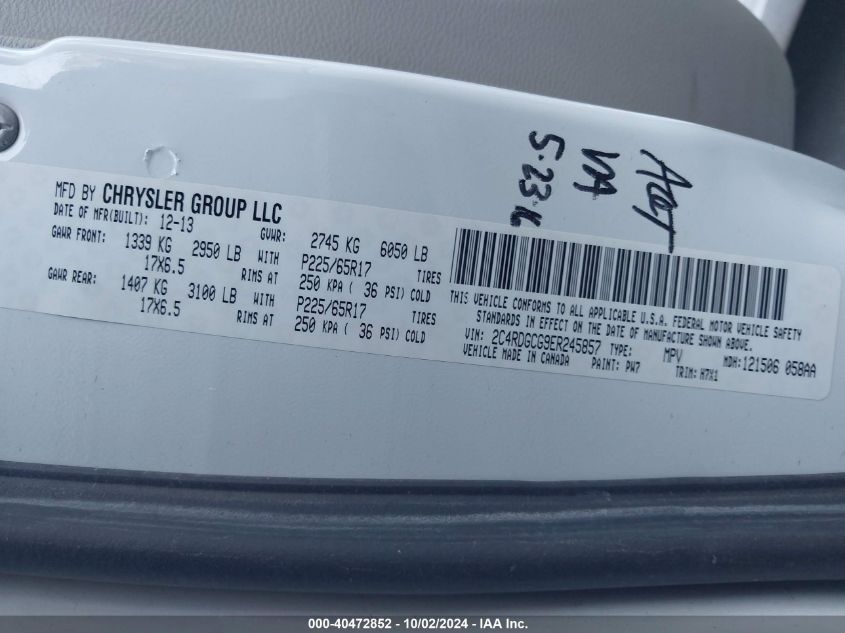 MFD BY CHRYSLER GROUP LLC
DATE OF MFR(BUILT): 12-13 GVWR: 2745 KG 6050 LB
GAWR FRONT: 1339 KG 2950 LB WITH P225/65R17 TIRES
17X6.5 RIMS AT 250 KPA ( 36 PSI) COLD
GAWR REAR: 1407 KG 3100 LB WITH P225/65R17 TIRES
17X6.5 RIMS AT 250 KPA ( 36 PSI) COLD
THIS VEHICLE CONFORMS TO ALL APPLICABLE U.S.A. FEDERAL MOTOR VEHICLE SAFETY
STANDARDS IN EFFECT ON THE DATE OF MANUFACTURE SHOWN ABOVE.
VIN: 2C4RDGCG9ER245857 TYPE: MPV MDH:121506 058AA
VEHICLE MADE IN CANADA PAINT: PW7 TRIM: H7X1
5-23-16
000-40472852 - 10/02/2024 - IAA Inc.